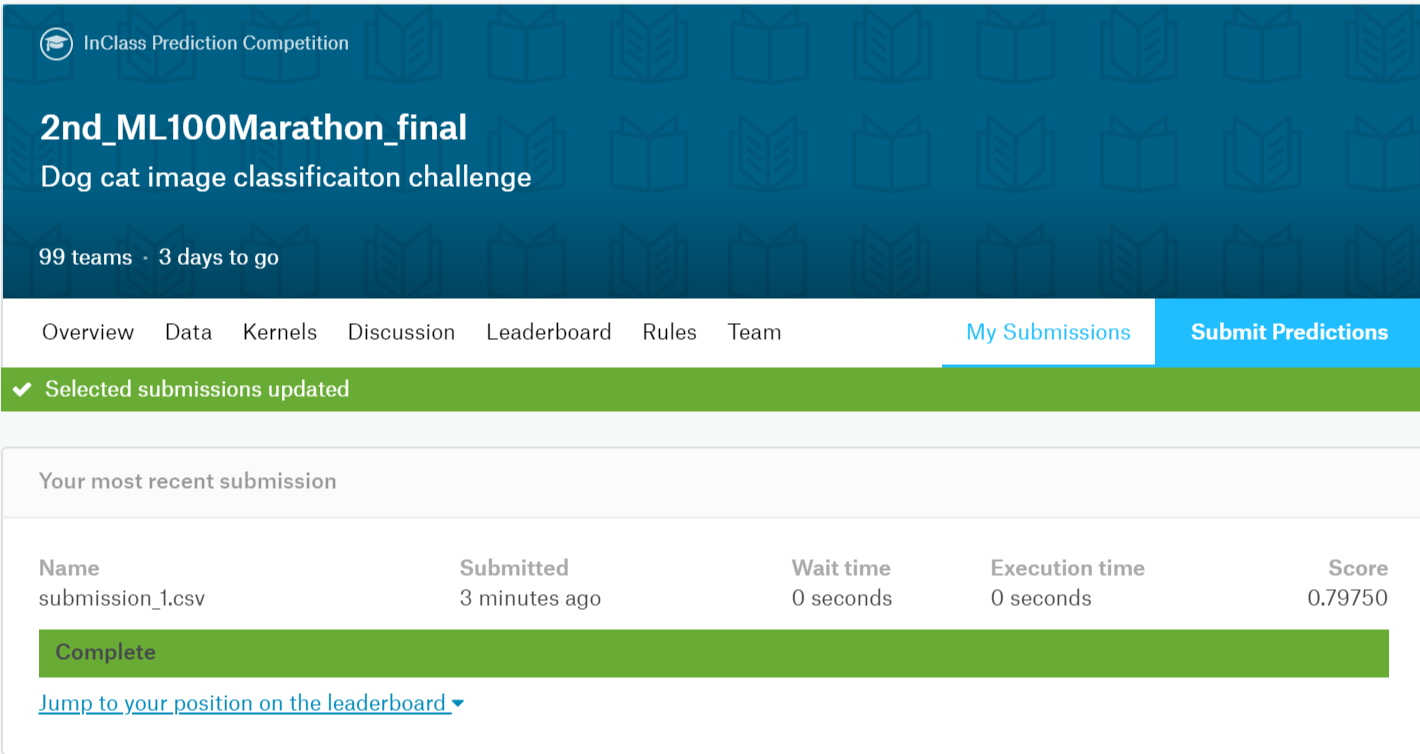 InClass Prediction Competition
2nd_ML100Marathon_final
Dog cat image classificaiton challenge
99 teams · 3 days to go
Overview Data Kernels Discussion Leaderboard Rules Team My Submissions Submit Predictions
Selected submissions updated
Your most recent submission
Name Submitted Wait time Execution time Score
submission_1.csv 3 minutes ago 0 seconds 0 seconds 0.79750
Complete
Jump to your position on the leaderboard